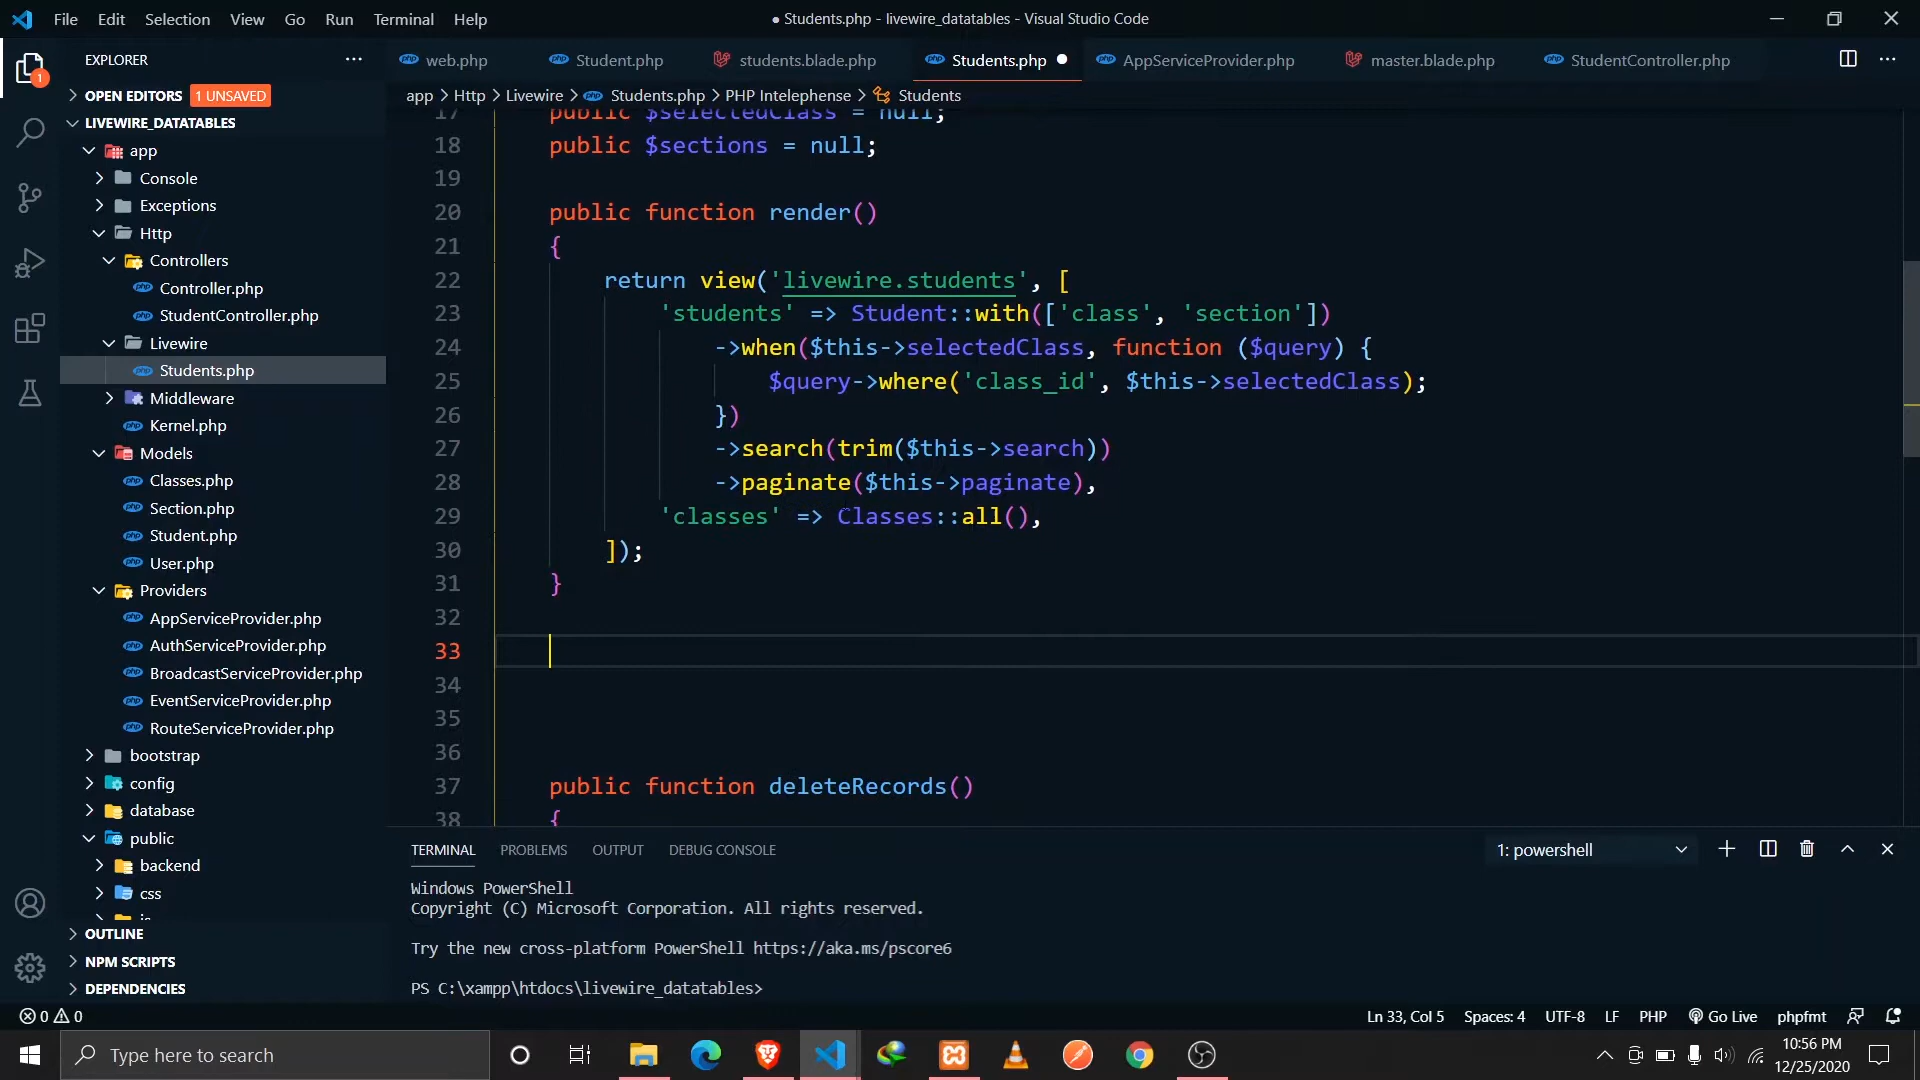 File Edit Selection View Go Run Terminal Help
● Students.php - livewire_datatables - Visual Studio Code
EXPLORER
web.php Student.php students.blade.php Students.php AppServiceProvider.php master.blade.php StudentController.php
1
OPEN EDITORS 1 UNSAVED
app > Http > Livewire > Students.php > PHP Intelephense > Students
LIVEWIRE_DATATABLES
app
Console
Exceptions
Http
Controllers
Controller.php
StudentController.php
Livewire
Students.php
Middleware
Kernel.php
Models
Classes.php
Section.php
Student.php
User.php
Providers
AppServiceProvider.php
AuthServiceProvider.php
BroadcastServiceProvider.php
EventServiceProvider.php
RouteServiceProvider.php
bootstrap
config
database
public
backend
css
js
OUTLINE
NPM SCRIPTS
DEPENDENCIES
17 public $selectedClass = null;
18 public $sections = null;
19
20 public function render()
21 {
22 return view('livewire.students', [
23 'students' => Student::with(['class', 'section'])
24 ->when($this->selectedClass, function ($query) {
25 $query->where('class_id', $this->selectedClass);
26 })
27 ->search(trim($this->search))
28 ->paginate($this->paginate),
29 'classes' => Classes::all(),
30 ]);
31 }
32
33
34
35
36
37 public function deleteRecords()
38 {
TERMINAL PROBLEMS OUTPUT DEBUG CONSOLE 1: powershell
Windows PowerShell
Copyright (C) Microsoft Corporation. All rights reserved.
Try the new cross-platform PowerShell https://aka.ms/pscore6
PS C:\xampp\htdocs\livewire_datatables>
0 0 Ln 33, Col 5 Spaces: 4 UTF-8 LF PHP Go Live phpfmt
Type here to search
10:56 PM
12/25/2020